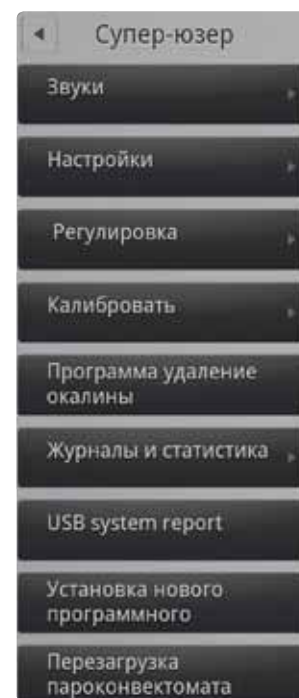 Супер-юзер
Звуки
Настройки
Регулировка
Калибровать
Программа удаление
окалины
Журналы и статистика
USB system report
Установка нового
программного
Перезагрузка
пароконвектомата